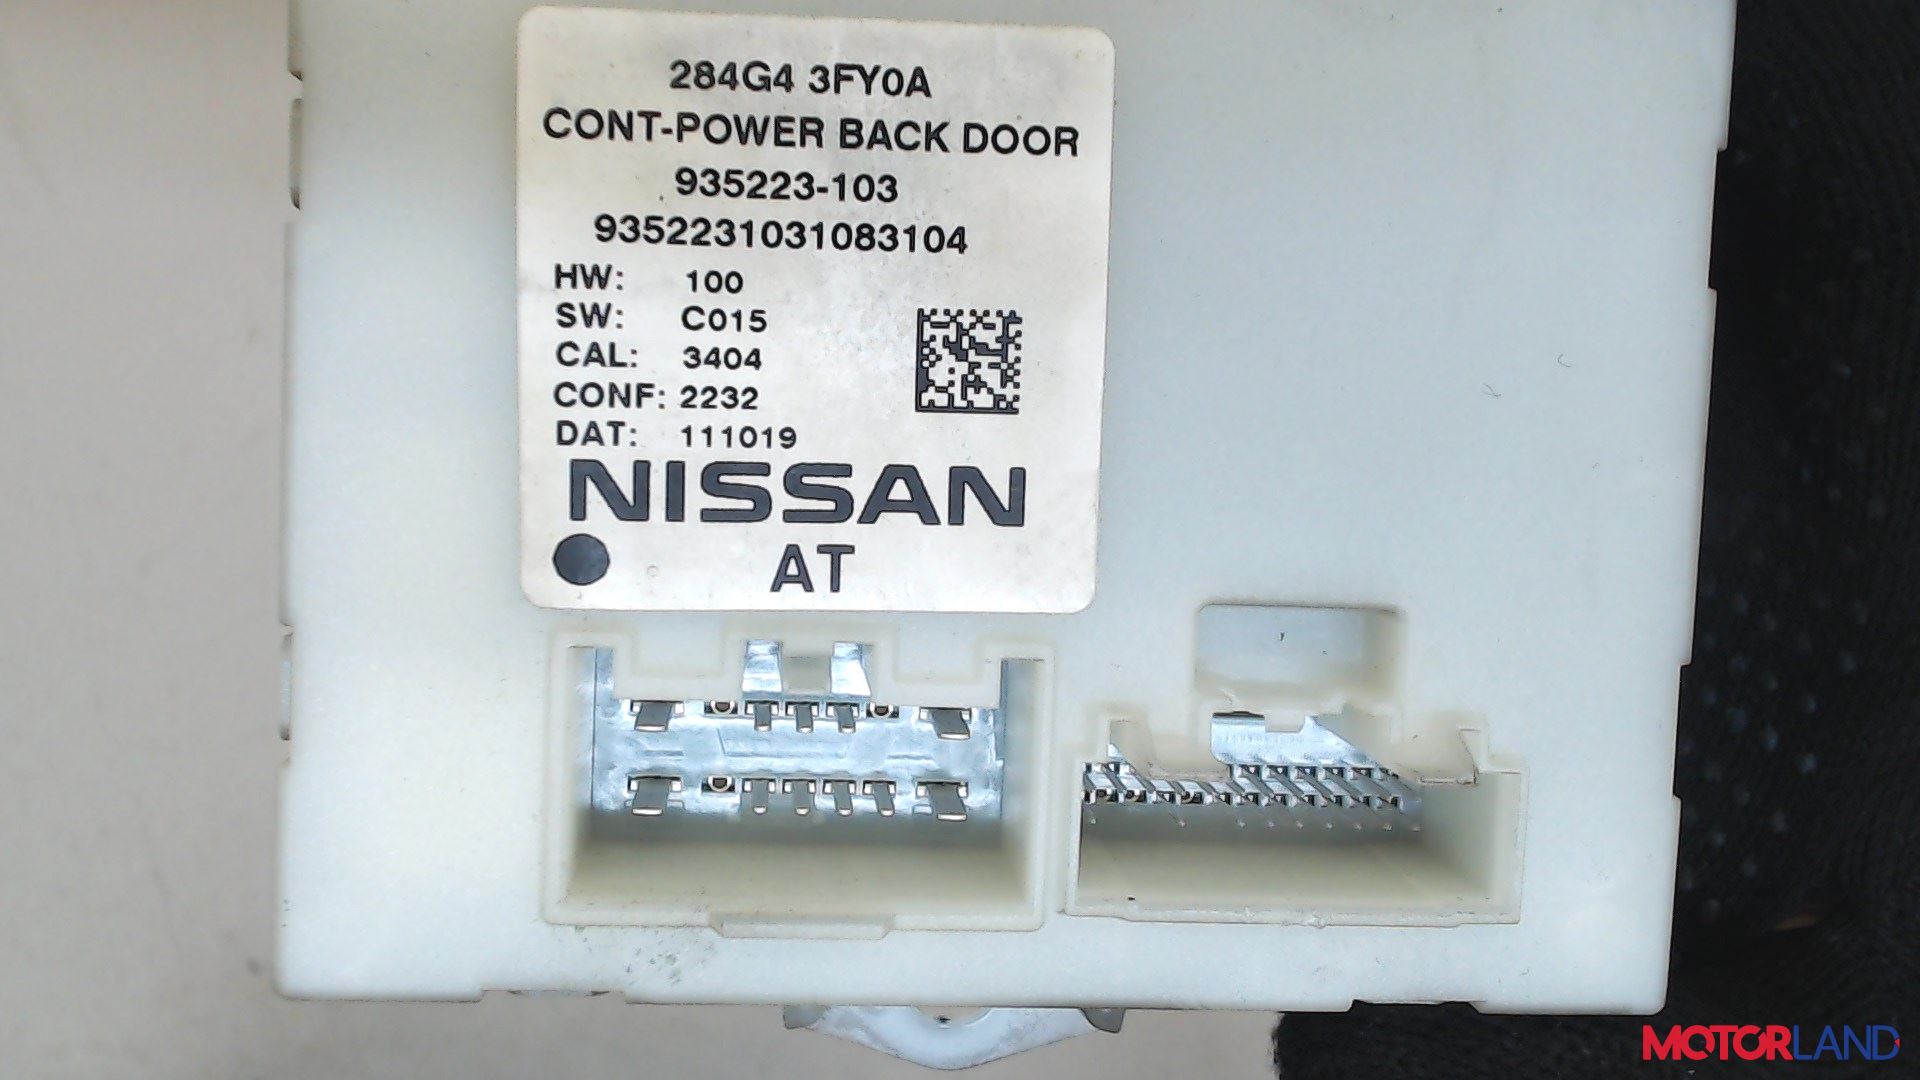 284G4 3FY0A
CONT-POWER BACK DOOR
935223-103
9352231031083104
HW: 100
SW: C015
CAL: 3404
CONF: 2232
DAT: 111019
NISSAN
AT
MOTORLAND